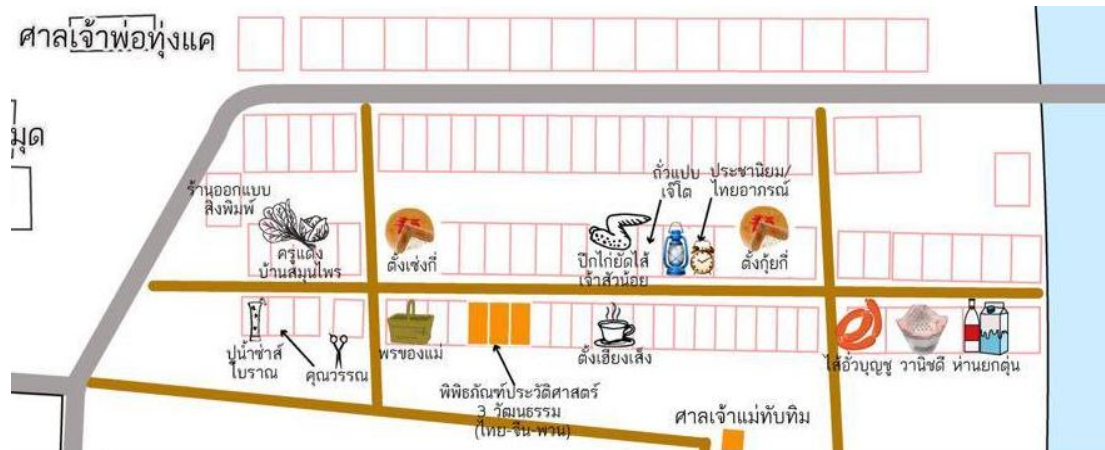 ศาลเจ้าพ่อทุ่งแค
มุด
ร้านออกแบบ
สิ่งพิมพ์
ครูแดง
บ้านสมุนไพร
ตั้งเซ่งกี่
ปีกไก่ยัดไส้
เจ้าสัวน้อย
ถั่วแปบ
เจ๊โต
ประชานิยม/
ไทยอาภรณ์
ตั้งกุ้ยกี่
ปูน้ำซ่าส์
โบราณ
คุณวรรณ
พรของแม่
พิพิธภัณฑ์ประวัติศาสตร์
3 วัฒนธรรม
(ไทย-จีน-พวน)
ตั้งเฮียงเส็ง
ศาลเจ้าแม่ทับทิม
ไส้อั่วบุญชู
วานิชดี
ห่านยกตุ่น